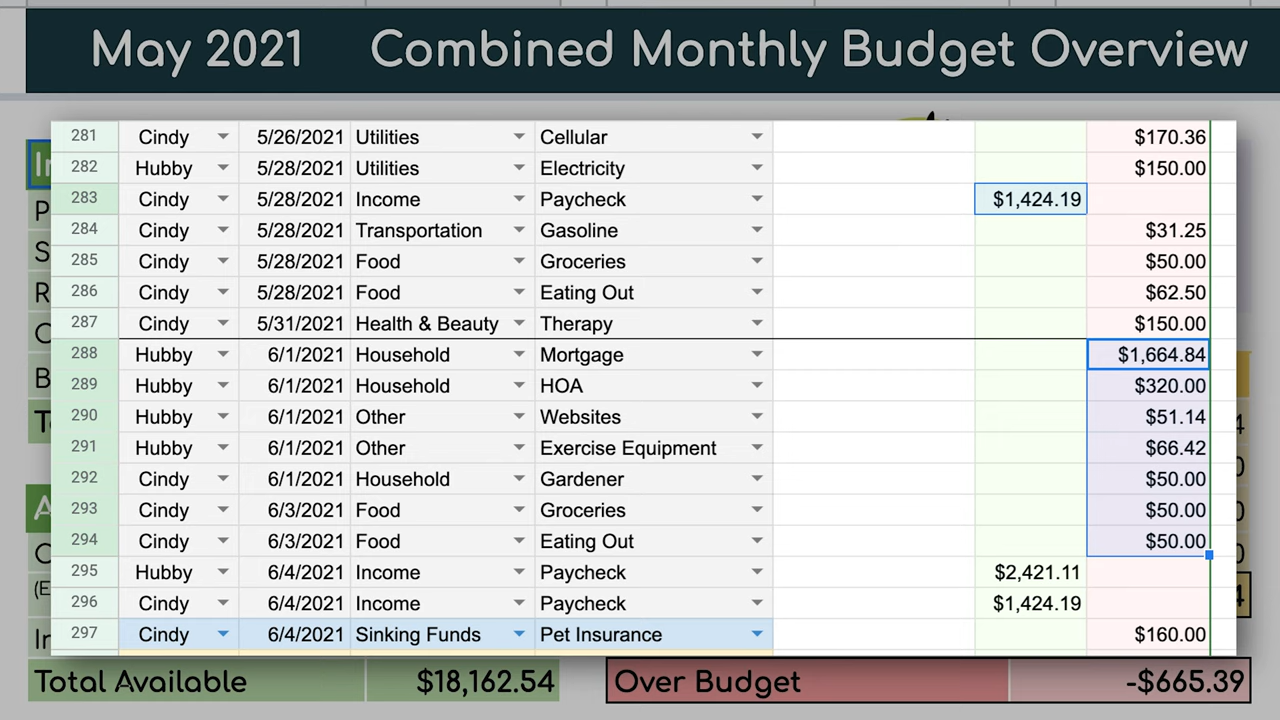 May 2021 Combined Monthly Budget Overview
281 Cindy 5/26/2021 Utilities Cellular $170.36
282 Hubby 5/28/2021 Utilities Electricity $150.00
283 Cindy 5/28/2021 Income Paycheck $1,424.19
284 Cindy 5/28/2021 Transportation Gasoline $31.25
285 Cindy 5/28/2021 Food Groceries $50.00
286 Cindy 5/28/2021 Food Eating Out $62.50
287 Cindy 5/31/2021 Health & Beauty Therapy $150.00
288 Hubby 6/1/2021 Household Mortgage $1,664.84
289 Hubby 6/1/2021 Household HOA $320.00
290 Hubby 6/1/2021 Other Websites $51.14
291 Hubby 6/1/2021 Other Exercise Equipment $66.42
292 Cindy 6/1/2021 Household Gardener $50.00
293 Cindy 6/3/2021 Food Groceries $50.00
294 Cindy 6/3/2021 Food Eating Out $50.00
295 Hubby 6/4/2021 Income Paycheck $2,421.11
296 Cindy 6/4/2021 Income Paycheck $1,424.19
297 Cindy 6/4/2021 Sinking Funds Pet Insurance $160.00
Total Available $18,162.54 Over Budget -$665.39